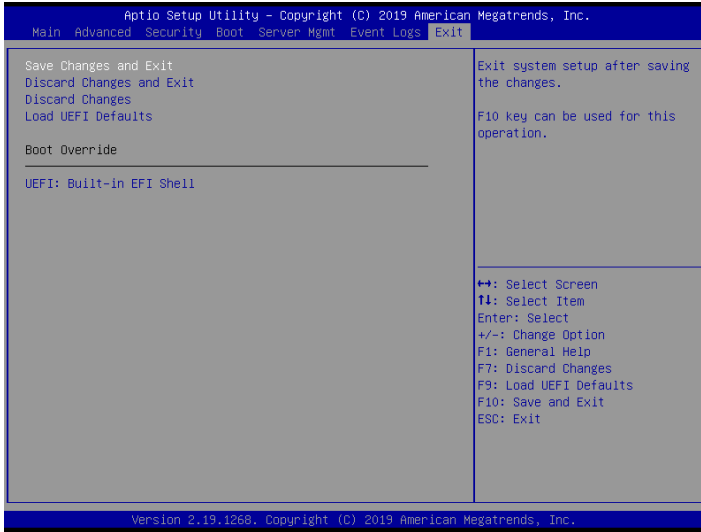 Aptio Setup Utility – Copyright (C) 2019 American Megatrends, Inc.
Main Advanced Security Boot Server Mgmt Event Logs Exit
Save Changes and Exit
Discard Changes and Exit
Discard Changes
Load UEFI Defaults
Boot Override
UEFI: Built-in EFI Shell
Exit system setup after saving
the changes.
F10 key can be used for this
operation.
↔: Select Screen
↑↓: Select Item
Enter: Select
+/-: Change Option
F1: General Help
F7: Discard Changes
F9: Load UEFI Defaults
F10: Save and Exit
ESC: Exit
Version 2.19.1268. Copyright (C) 2019 American Megatrends, Inc.